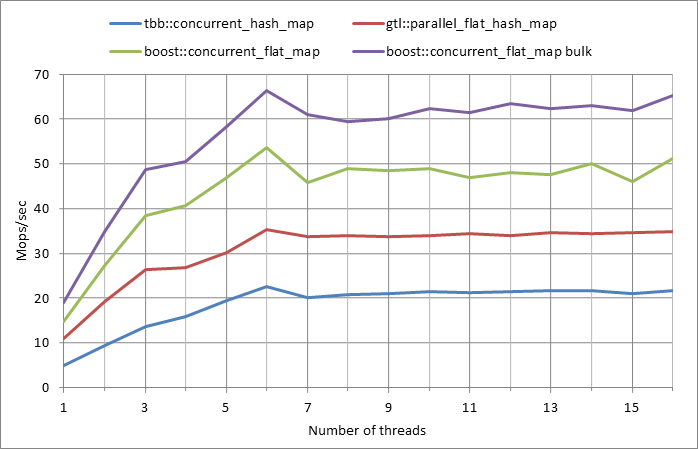 tbb::concurrent_hash_map gtl::parallel_flat_hash_map
boost::concurrent_flat_map boost::concurrent_flat_map bulk
70
60
50
40
30
20
10
0
Mops/sec
1 3 5 7 9 11 13 15
Number of threads